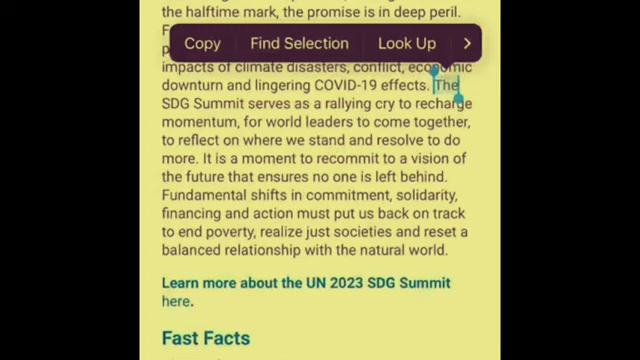 the halftime mark, the promise is in deep peril.
Copy Find Selection Look Up
impacts of climate disasters, conflict, economic
downturn and lingering COVID-19 effects. The
SDG Summit serves as a rallying cry to recharge
momentum, for world leaders to come together,
to reflect on where we stand and resolve to do
more. It is a moment to recommit to a vision of
the future that ensures no one is left behind.
Fundamental shifts in commitment, solidarity,
financing and action must put us back on track
to end poverty, realize just societies and reset a
balanced relationship with the natural world.
Learn more about the UN 2023 SDG Summit
here.
Fast Facts